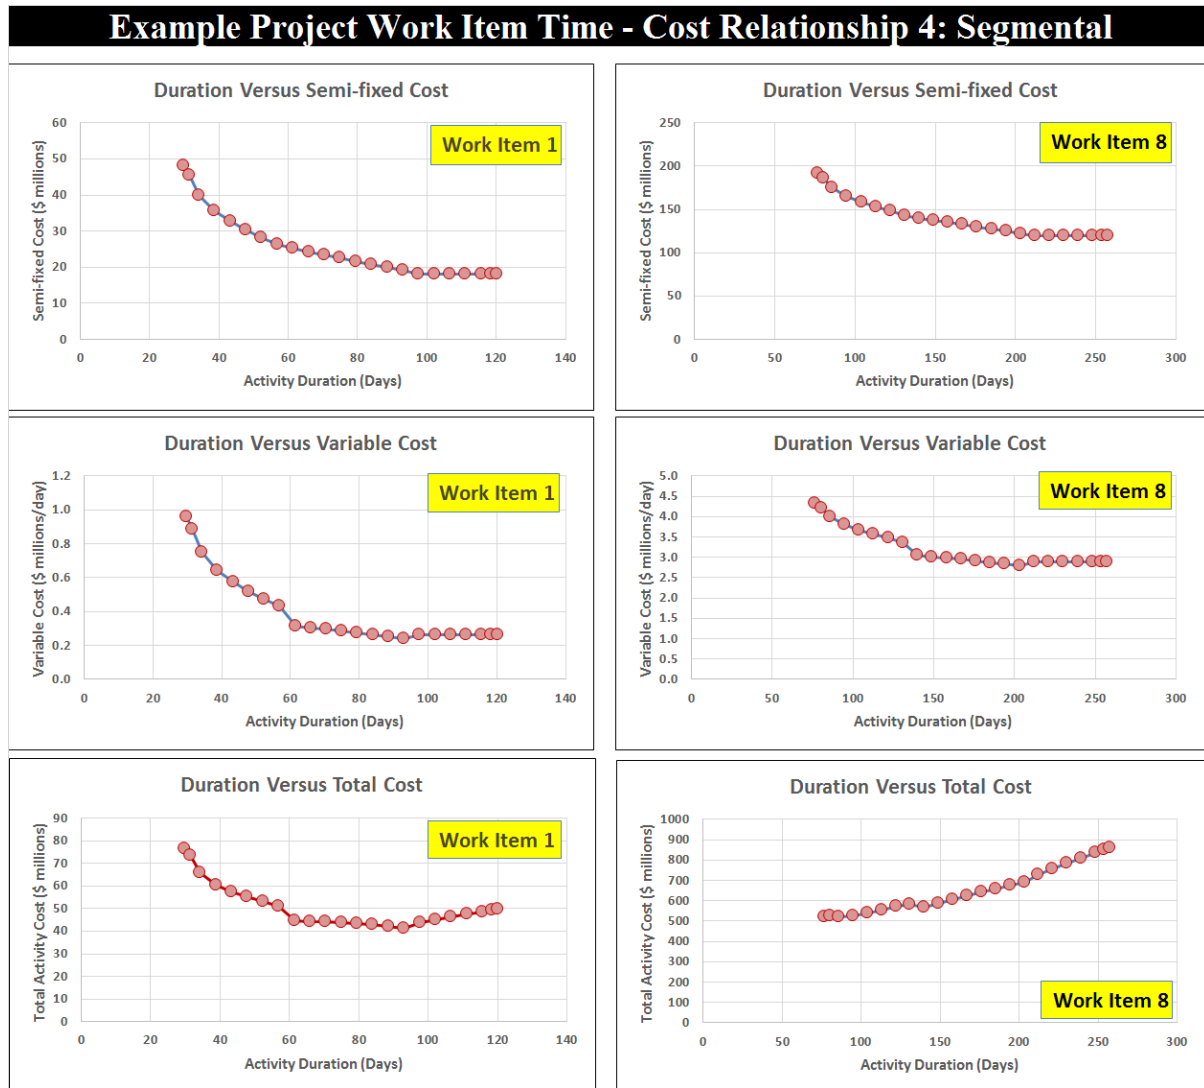 Example Project Work Item Time - Cost Relationship 4: Segmental
Duration Versus Semi-fixed Cost
Work Item 1
Semi-fixed Cost ($ millions)
60
50
40
30
20
10
0
0 20 40 60 80 100 120 140
Activity Duration (Days)
Duration Versus Semi-fixed Cost
Work Item 8
Semi-fixed Cost ($ millions)
250
200
150
100
50
0
0 50 100 150 200 250 300
Activity Duration (Days)
Duration Versus Variable Cost
Work Item 1
Variable Cost ($ millions/day)
1.2
1.0
0.8
0.6
0.4
0.2
0.0
0 20 40 60 80 100 120 140
Activity Duration (Days)
Duration Versus Variable Cost
Work Item 8
Variable Cost ($ millions/day)
5.0
4.5
4.0
3.5
3.0
2.5
2.0
1.5
1.0
0.5
0.0
0 50 100 150 200 250 300
Activity Duration (Days)
Duration Versus Total Cost
Work Item 1
Total Activity Cost ($ millions)
90
80
70
60
50
40
30
20
10
0
0 20 40 60 80 100 120 140
Activity Duration (Days)
Duration Versus Total Cost
Work Item 8
Total Activity Cost ($ millions)
1000
900
800
700
600
500
400
300
200
100
0
0 50 100 150 200 250 300
Activity Duration (Days)